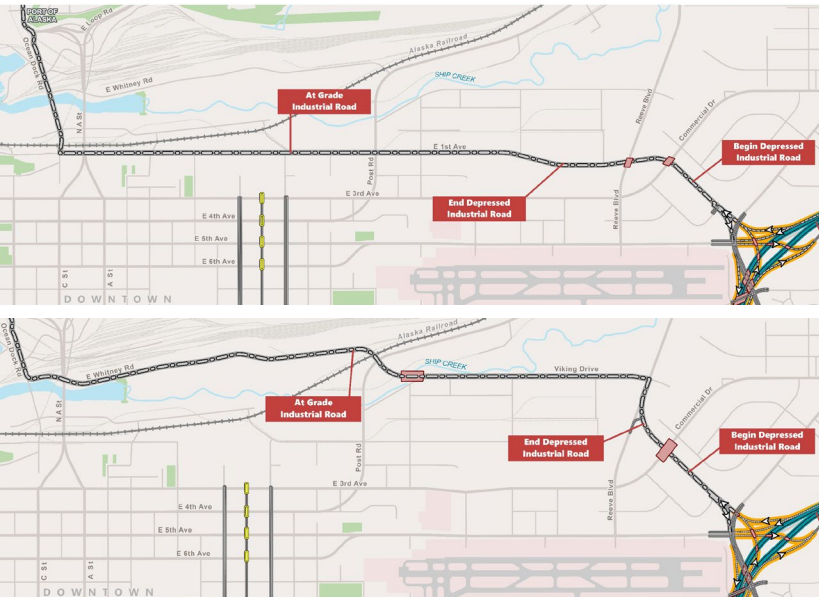 PORT OF
ALASKA
E Loop Rd
Ocean Dock Rd
Alaska Railroad
E Whitney Rd
SHIP CREEK
N A St
At Grade
Industrial Road
Reeve Blvd
Commercial Dr
E 1st Ave
Begin Depressed
Industrial Road
Post Rd
E 3rd Ave
End Depressed
Industrial Road
Reeve Blvd
E 4th Ave
E 5th Ave
E 6th Ave
C St
A St
DOWNTOWN
Ocean Dock Rd
Alaska Railroad
SHIP CREEK
E Whitney Rd
Viking Drive
N A St
At Grade
Industrial Road
Commercial Dr
Begin Depressed
Industrial Road
End Depressed
Industrial Road
Post Rd
E 3rd Ave
Reeve Blvd
E 4th Ave
E 5th Ave
E 6th Ave
C St
A St
DOWNTOWN